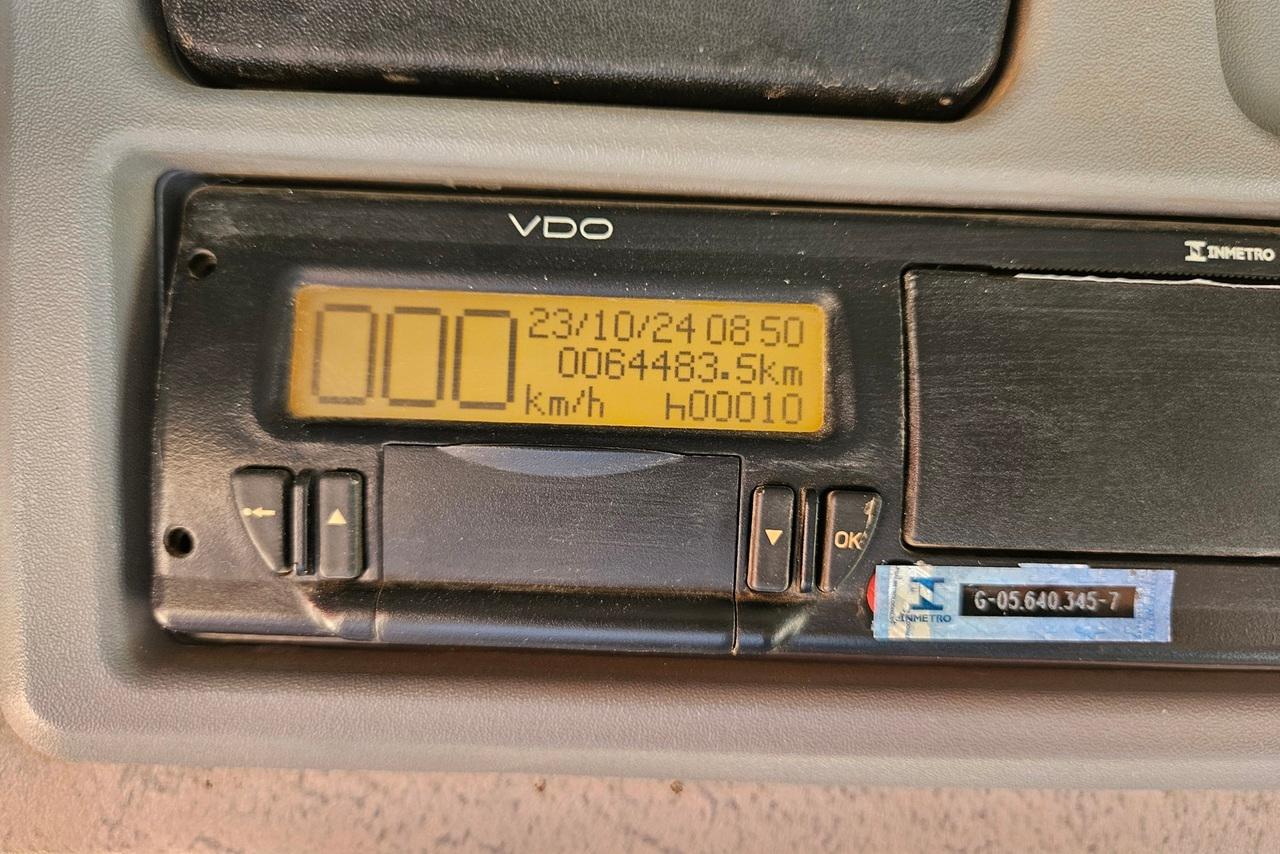 VDO
INMETRO
000 km/h
23/10/24 08 50
0064483.5km
h00010
OK
INMETRO
G-05.640.345-7